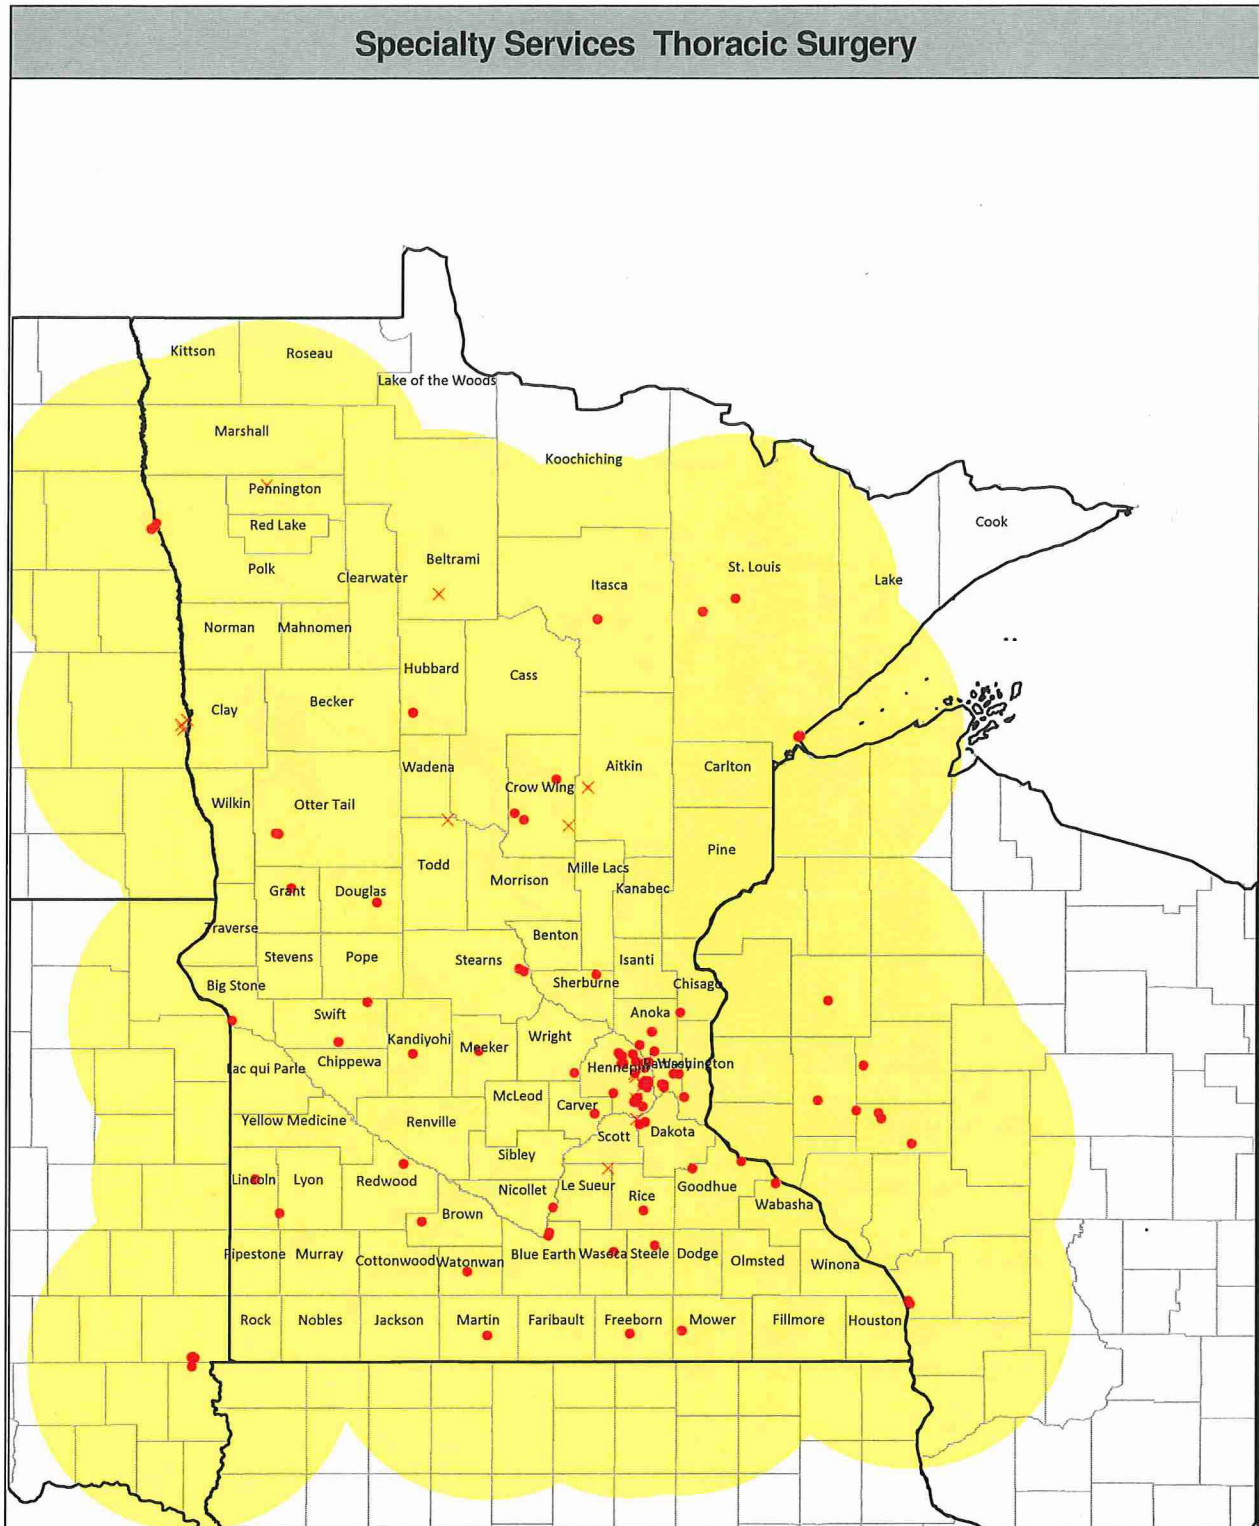 Specialty Services Thoracic Surgery
Kittson
Roseau
Lake of the Woods
Marshall
Koochiching
Pennington
Red Lake
Cook
Polk
Clearwater
Beltrami
Itasca
St. Louis
Lake
Norman
Mahnomen
Hubbard
Cass
Clay
Becker
Wadena
Crow Wing
Aitkin
Carlton
Wilkin
Otter Tail
Todd
Morrison
Mille Lacs
Kanabec
Pine
Grant
Douglas
Traverse
Benton
Stevens
Pope
Stearns
Isanti
Big Stone
Sherburne
Chisago
Swift
Anoka
Kandiyohi
Meeker
Wright
Lac qui Parle
Chippewa
Hennepin
Washington
McLeod
Carver
Yellow Medicine
Renville
Scott
Dakota
Sibley
Lincoln
Lyon
Redwood
Nicollet
Le Sueur
Rice
Goodhue
Brown
Wabasha
Pipestone
Murray
Cottonwood
Watonwan
Blue Earth
Waseca
Steele
Dodge
Olmsted
Winona
Rock
Nobles
Jackson
Martin
Faribault
Freeborn
Mower
Fillmore
Houston